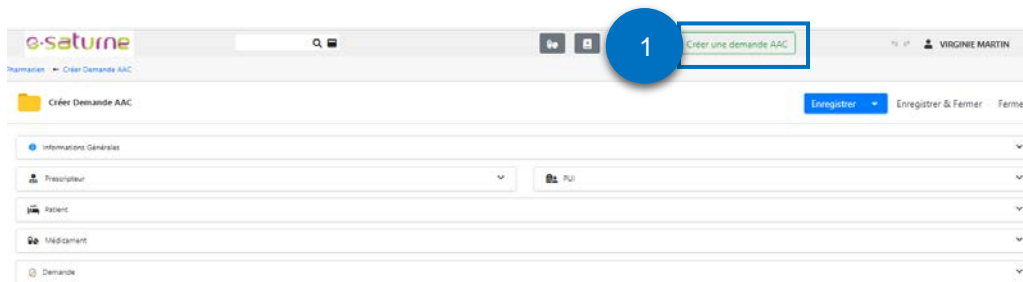 e-saturne
1
Créer une demande AAC
VIRGINIE MARTIN
Pharmacien ← Créer Demande AAC
Créer Demande AAC
Enregistrer
Enregistrer & Fermer
Ferme
Informations Générales
Prescripteur
PUI
Patient
Médicament
Demande